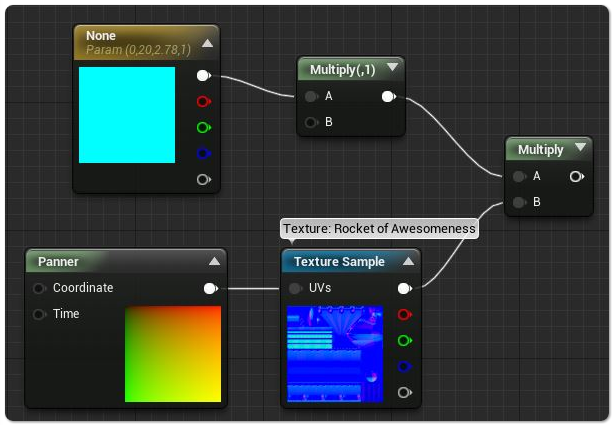 None
Param (0,20,2.78,1)
Multiply(,1)
A
B
Multiply
A
B
Texture: Rocket of Awesomeness
Panner
Coordinate
Time
Texture Sample
UVs